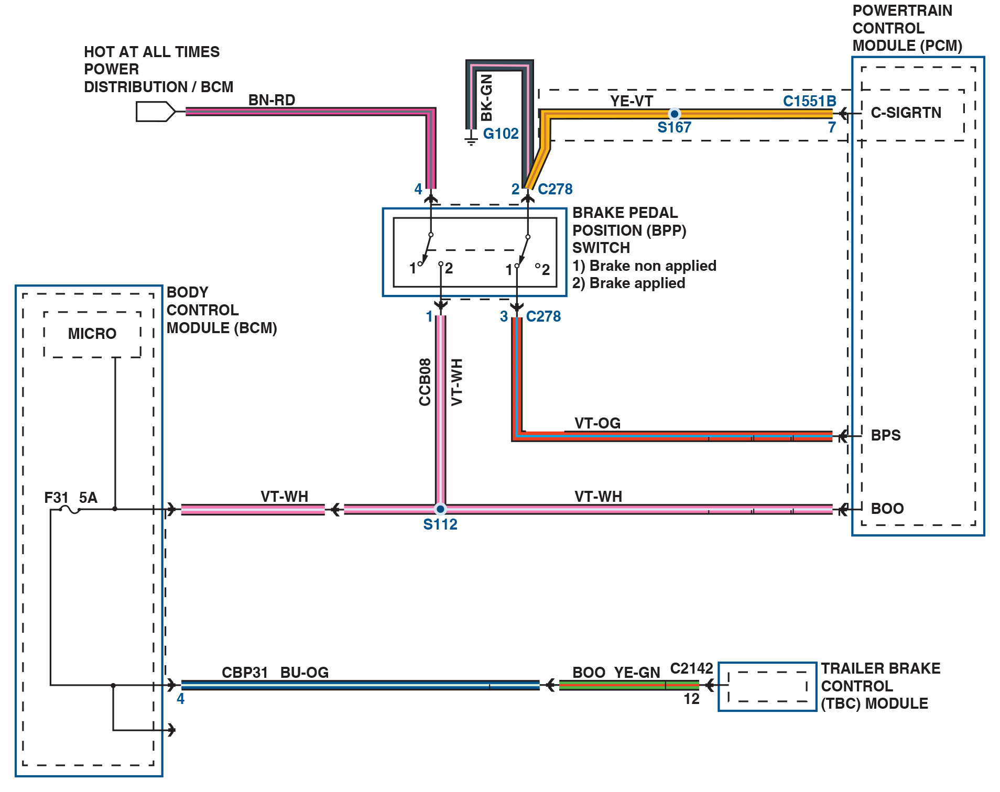 POWERTRAIN
CONTROL
MODULE (PCM)
HOT AT ALL TIMES
POWER
DISTRIBUTION / BCM
BN-RD
BK-GN
G102
YE-VT
S167
C1551B
7
C-SIGRTN
4
2
C278
BRAKE PEDAL
POSITION (BPP)
SWITCH
1) Brake non applied
2) Brake applied
1
2
1
2
1
3
C278
BODY
CONTROL
MODULE (BCM)
MICRO
CCB08
VT-WH
VT-OG
BPS
F31 5A
VT-WH
VT-WH
BOO
S112
CBP31 BU-OG
4
BOO YE-GN
C2142
12
TRAILER BRAKE
CONTROL
(TBC) MODULE